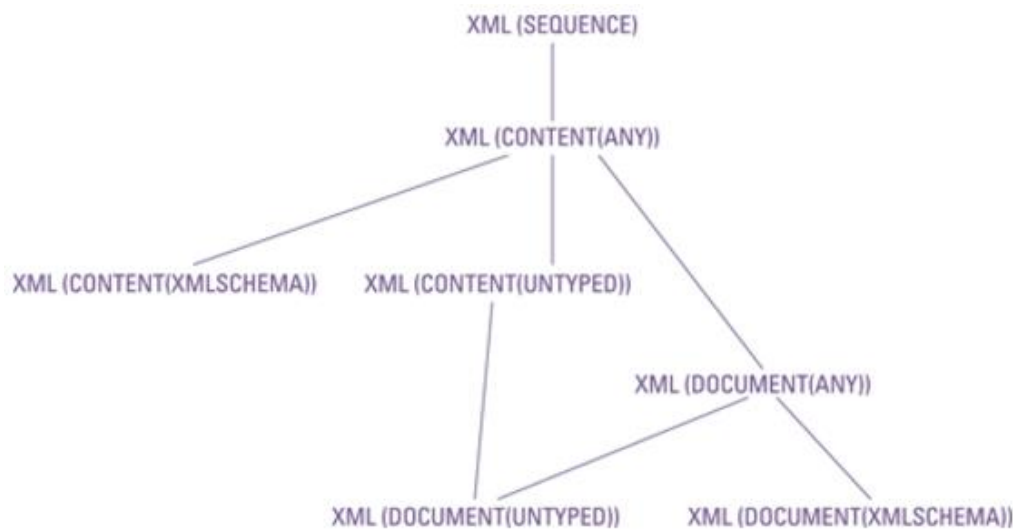 XML (SEQUENCE)
XML (CONTENT(ANY))
XML (CONTENT(XMLSCHEMA))
XML (CONTENT(UNTYPED))
XML (DOCUMENT(ANY))
XML (DOCUMENT(UNTYPED))
XML (DOCUMENT(XMLSCHEMA))